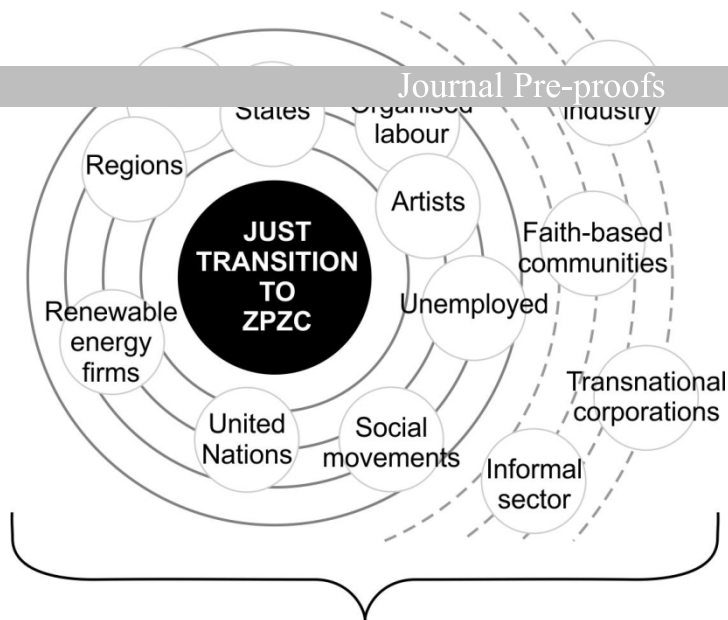 Journal Pre-proofs
States
Organised
labour
Industry
Regions
Artists
JUST
TRANSITION
TO
ZPZC
Faith-based
communities
Renewable
energy
firms
Unemployed
Transnational
corporations
United
Nations
Social
movements
Informal
sector